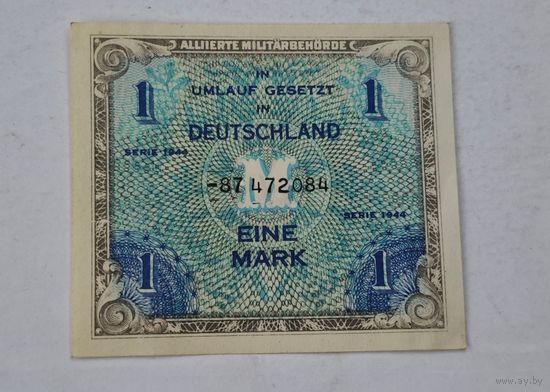 ALLIIERTE MILITÄRBEHÖRDE
IN
1 UMLAUF GESETZT 1
IN
DEUTSCHLAND
SERIE 1944
M
-87472084
SERIE 1944
EINE
1 MARK 1
www.ay.by